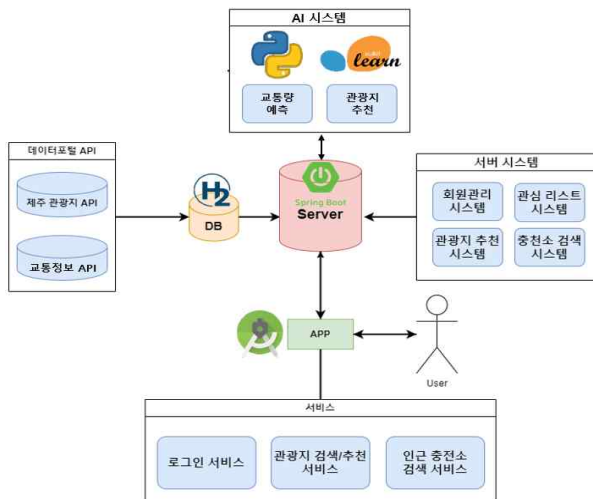 AI 시스템
learn
교통량
예측
관광지
추천
데이터포털 API
제주 관광지 API
교통정보 API
H2
DB
Spring Boot
Server
서버 시스템
회원관리
시스템
관심 리스트
시스템
관광지 추천
시스템
충천소 검색
시스템
APP
User
서비스
로그인 서비스
관광지 검색/추천
서비스
인근 충전소
검색 서비스